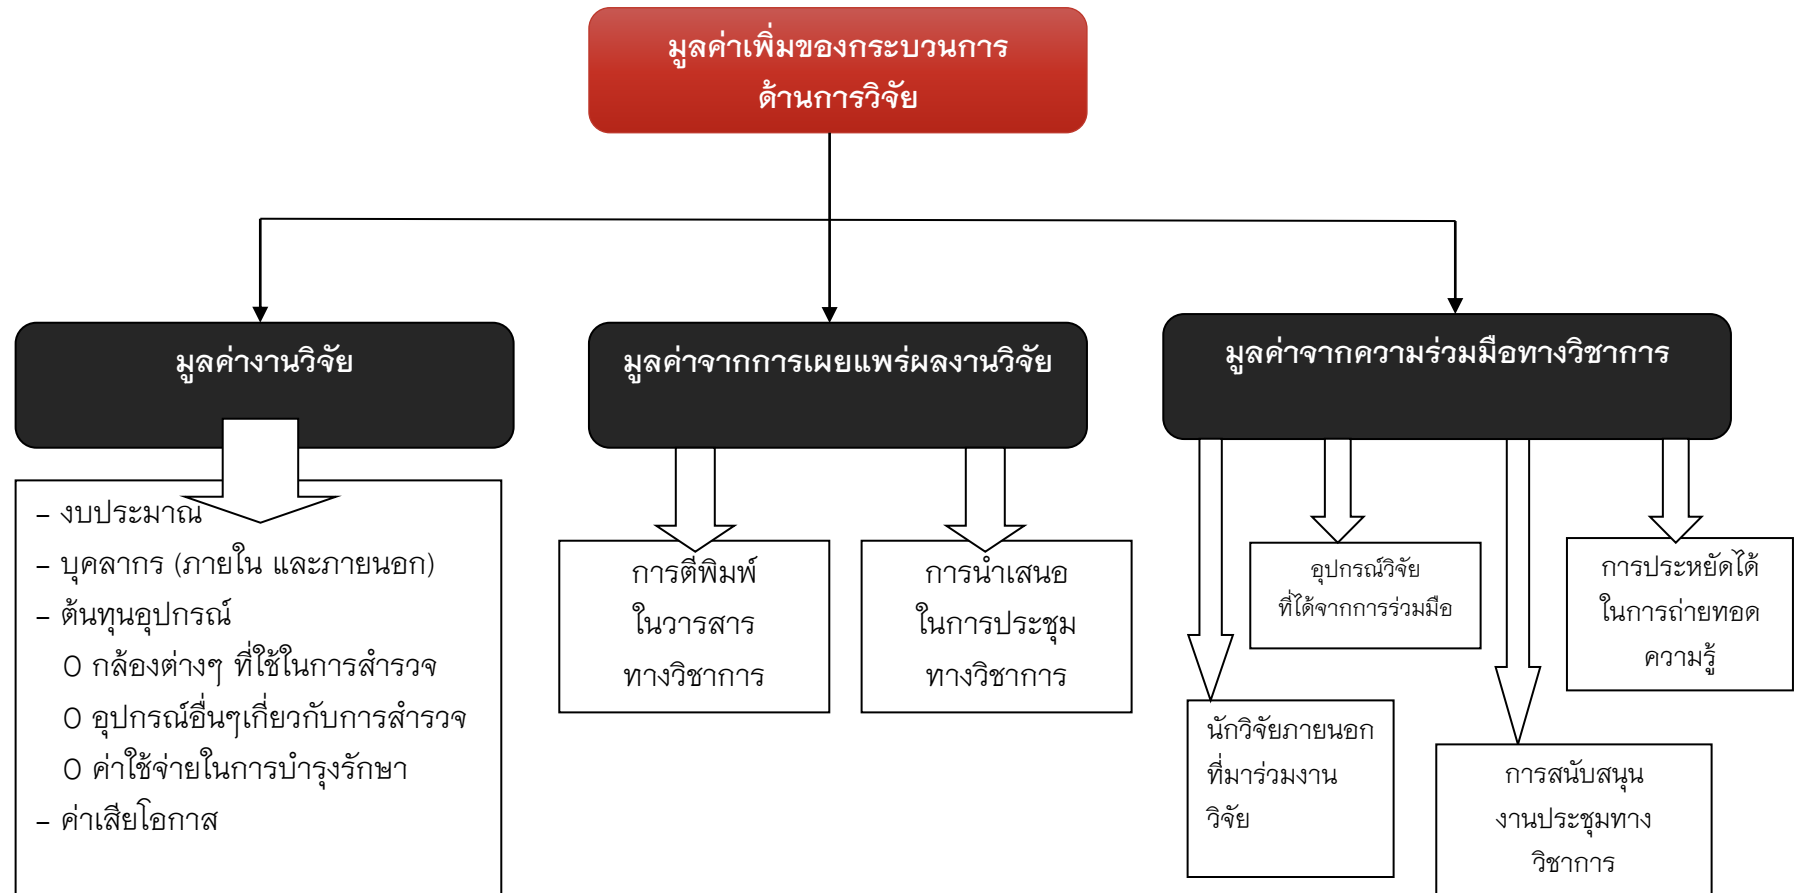 มูลค่าเพิ่มของกระบวนการ
ด้านการวิจัย
มูลค่างานวิจัย
– งบประมาณ
– บุคลากร (ภายใน และภายนอก)
– ต้นทุนอุปกรณ์
O กล้องต่างๆ ที่ใช้ในการสำรวจ
O อุปกรณ์อื่นๆเกี่ยวกับการสำรวจ
O ค่าใช้จ่ายในการบำรุงรักษา
– ค่าเสียโอกาส
มูลค่าจากการเผยแพร่ผลงานวิจัย
การตีพิมพ์
ในวารสาร
ทางวิชาการ
การนำเสนอ
ในการประชุม
ทางวิชาการ
มูลค่าจากความร่วมมือทางวิชาการ
นักวิจัยภายนอก
ที่มาร่วมงาน
วิจัย
อุปกรณ์วิจัย
ที่ได้จากการร่วมมือ
การสนับสนุน
งานประชุมทาง
วิชาการ
การประหยัดได้
ในการถ่ายทอด
ความรู้